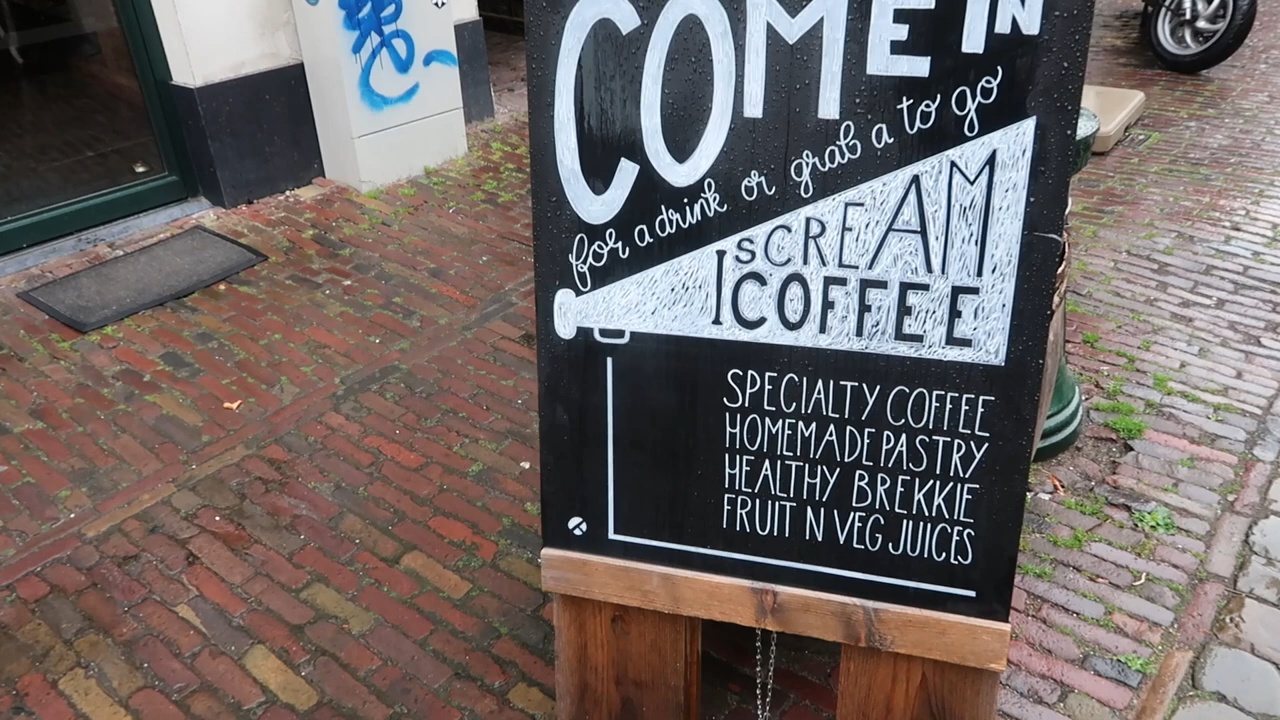 COME IN
for a drink or grab a to go
I SCREAM
COFFEE
SPECIALTY COFFEE
HOMEMADE PASTRY
HEALTHY BREKKIE
FRUIT N VEG JUICES